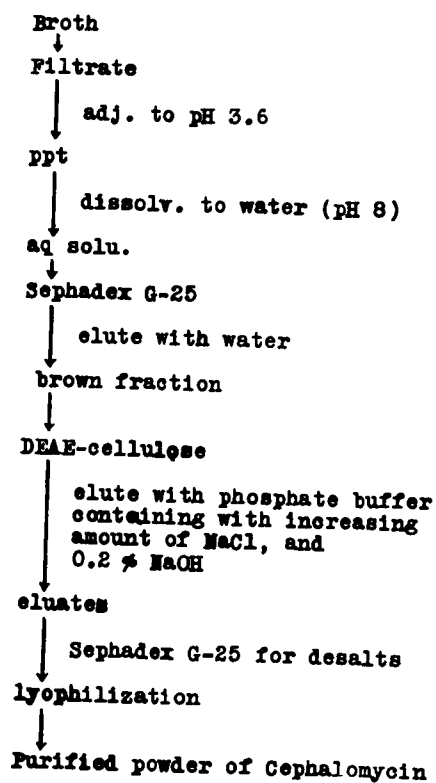 Broth
Filtrate
adj. to pH 3.6
ppt
dissolv. to water (pH 8)
aq solu.
Sephadex G-25
elute with water
brown fraction
DEAE-cellulose
elute with phosphate buffer
containing with increasing
amount of NaCl, and
0.2 % NaOH
eluates
Sephadex G-25 for desalts
lyophilization
Purified powder of Cephalomycin